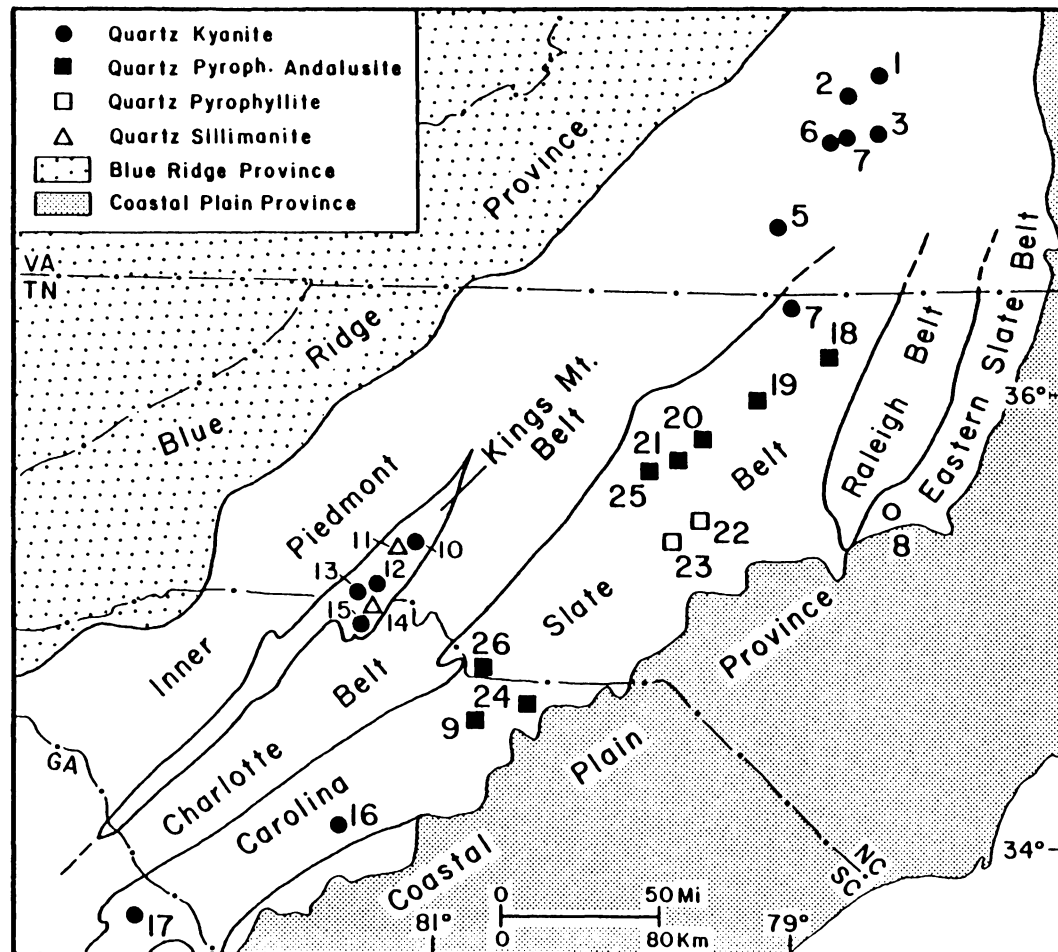 Quartz Kyanite
Quartz Pyroph. Andalusite
Quartz Pyrophyllite
Quartz Sillimanite
Blue Ridge Province
Coastal Plain Province
1
2
3
6
7
5
Province
VA
TN
Ridge
Blue
7
18
19
20
21
25
22
23
36°
Raleigh Belt
Eastern Slate Belt
8
Kings Mt.
Belt
Piedmont
Inner
11
10
13
12
15
14
Slate
Belt
26
24
9
Belt
Charlotte
Carolina
16
17
GA
Coastal
Plain
Province
NC
SC
34°
0
50 Mi
0
80 Km
81°
79°